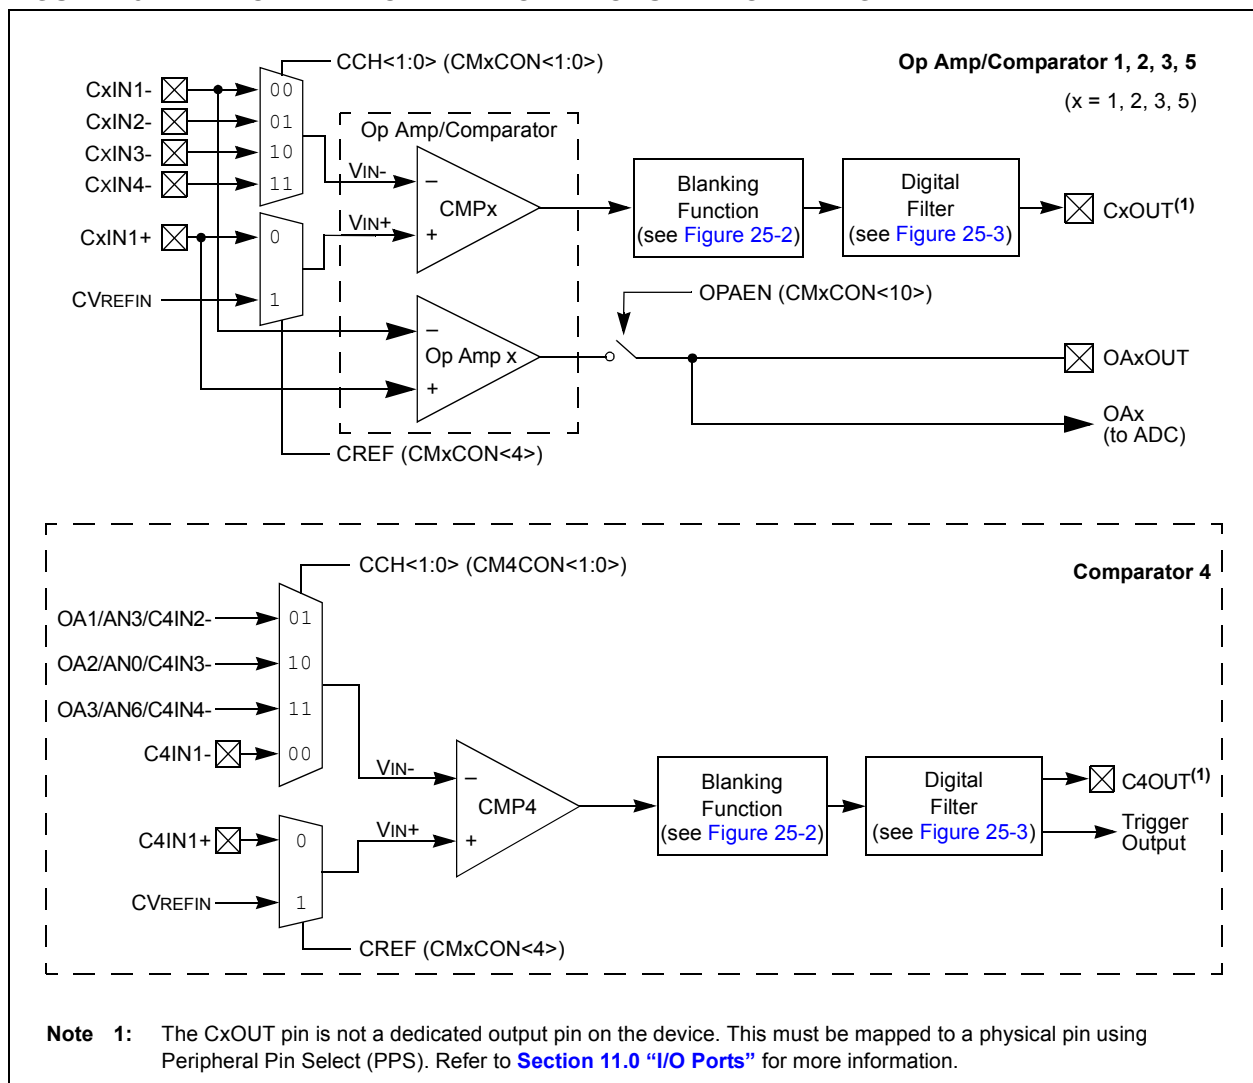 CCH<1:0> (CMxCON<1:0>)
Op Amp/Comparator 1, 2, 3, 5
(x = 1, 2, 3, 5)
CxIN1-
CxIN2-
CxIN3-
CxIN4-
00
01
10
11
Op Amp/Comparator
VIN-
–
CMPx
VIN+
+
CxIN1+
0
CVREFIN
1
Blanking
Function
(see Figure 25-2)
Digital
Filter
(see Figure 25-3)
CxOUT(1)
OPAEN (CMxCON<10>)
–
Op Amp x
+
OAxOUT
OAx
(to ADC)
CREF (CMxCON<4>)
CCH<1:0> (CM4CON<1:0>)
Comparator 4
OA1/AN3/C4IN2-
01
OA2/AN0/C4IN3-
10
OA3/AN6/C4IN4-
11
C4IN1-
00
VIN-
–
CMP4
VIN+
+
C4IN1+
0
CVREFIN
1
Blanking
Function
(see Figure 25-2)
Digital
Filter
(see Figure 25-3)
C4OUT(1)
Trigger
Output
CREF (CMxCON<4>)
Note 1: The CxOUT pin is not a dedicated output pin on the device. This must be mapped to a physical pin using
Peripheral Pin Select (PPS). Refer to Section 11.0 “I/O Ports” for more information.